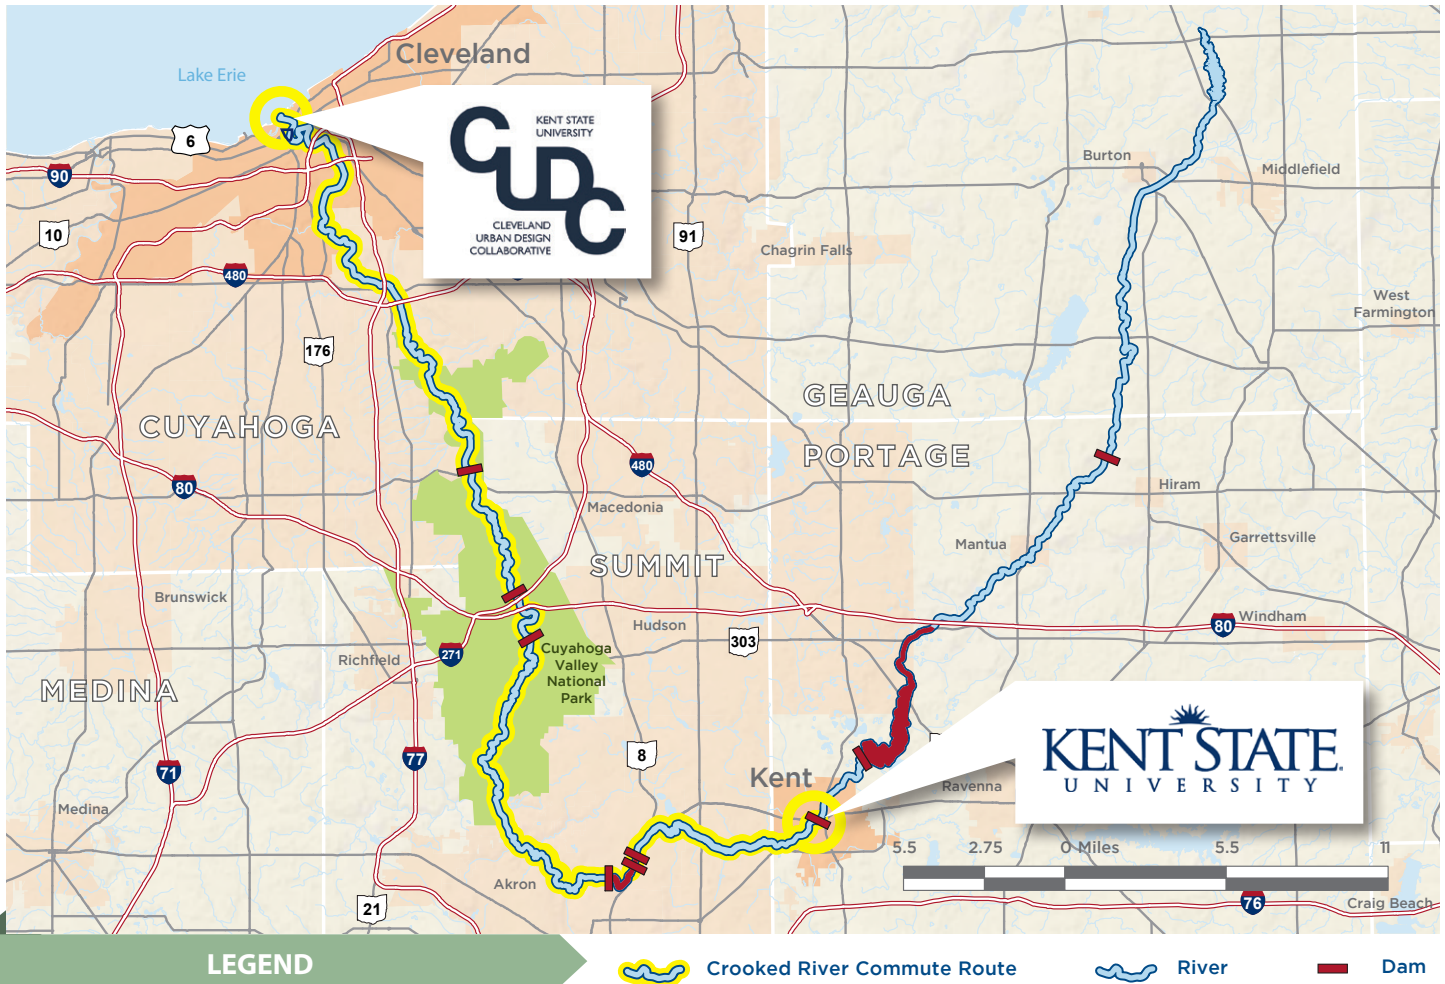 Cleveland
Lake Erie
KENT STATE
UNIVERSITY
CUDC
CLEVELAND
URBAN DESIGN
COLLABORATIVE
6
90
10
480
176
91
Burton
Middlefield
Chagrin Falls
West
Farmington
GEAUGA
PORTAGE
CUYAHOGA
80
480
Macedonia
Hiram
Mantua
Garrettsville
SUMMIT
Brunswick
Hudson
303
80
Windham
Richfield
271
Cuyahoga
Valley
National
Park
MEDINA
77
71
8
Kent
KENT STATE
UNIVERSITY
Ravenna
Medina
Akron
21
5.5
2.75
0 Miles
5.5
11
76
Craig Beach
LEGEND
Crooked River Commute Route
River
Dam